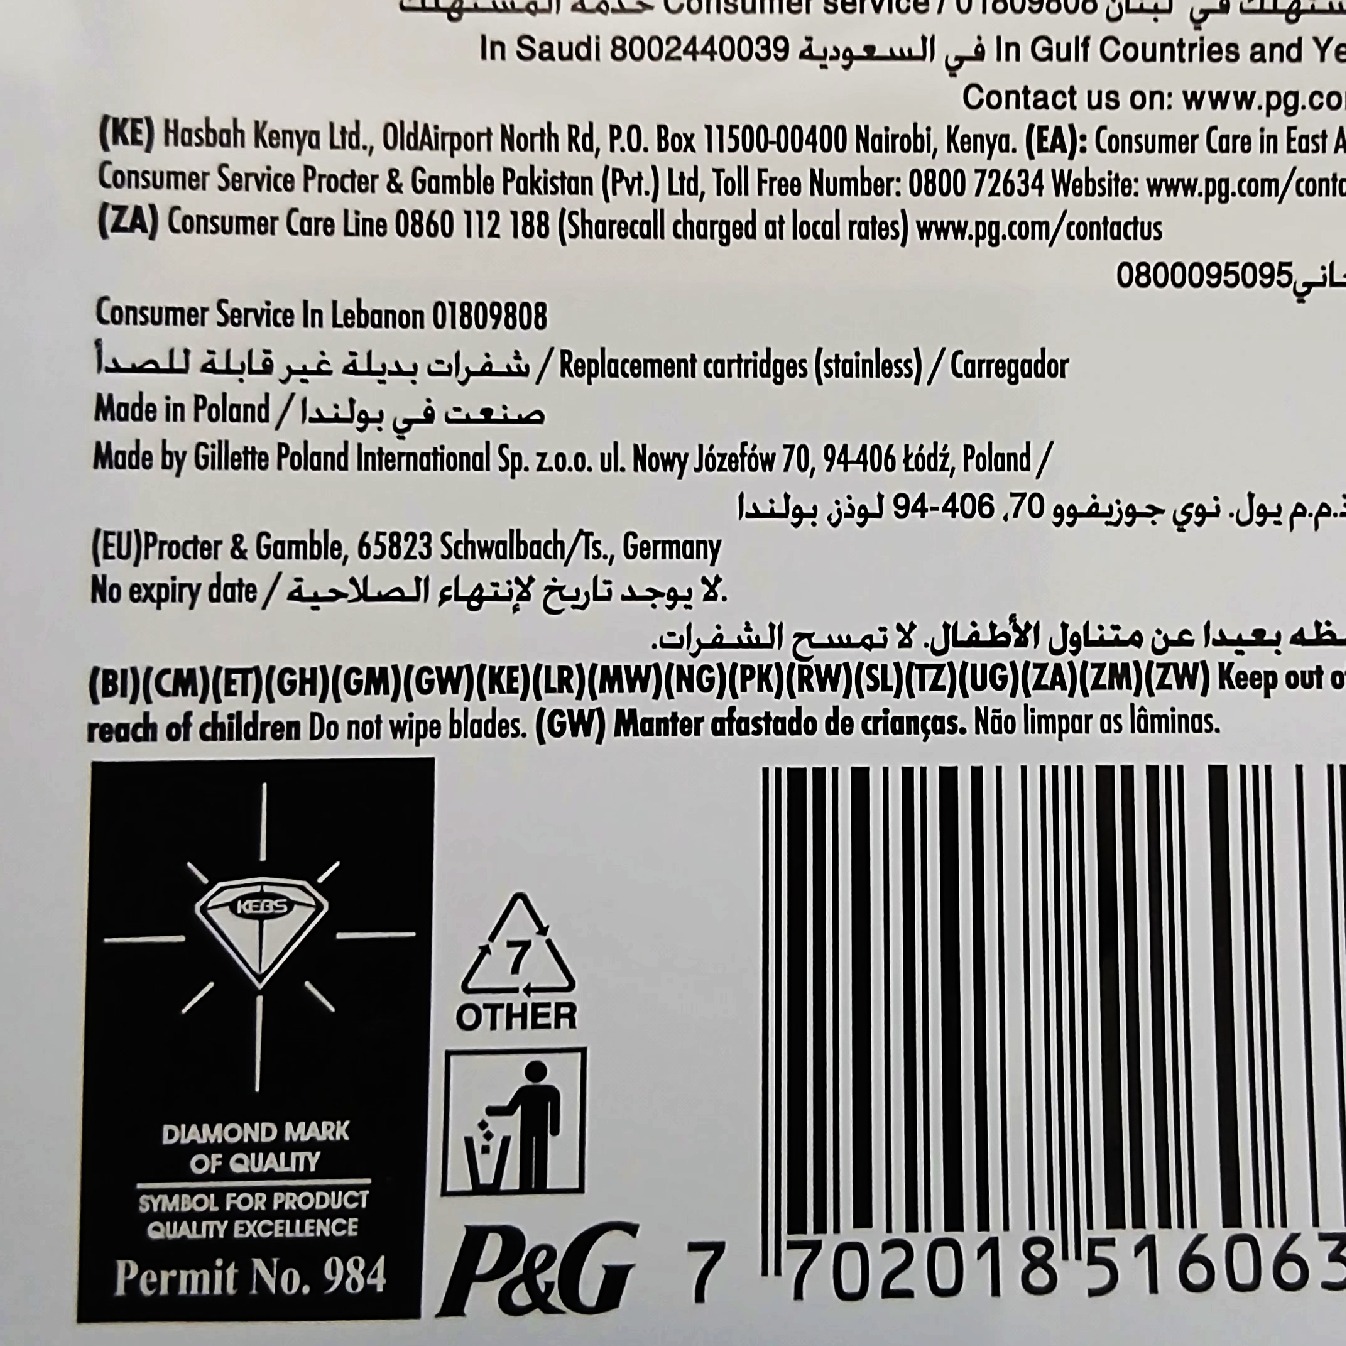 Consumer service / 01809808
In Saudi 8002440039 في السعودية In Gulf Countries and
Contact us on:
(KE) Hasbah Kenya Ltd., OldAirport North Rd, P.O. Box 11500-00400 Nairobi, Kenya. (EA): Consumer Care in East
Consumer Service Procter & Gamble Pakistan (Pvt.) Ltd, Toll Free Number: 0800 72634 Website:
(ZA) Consumer Care Line 0860 112 188 (Sharecall charged at local rates) www.pg.com/contactus
0800095095
Consumer Service In Lebanon 01809808
شفرات بديلة غير قابلة للصدأ / Replacement cartridges (stainless) / Carregador
Made in Poland / صنعت في بولندا
Made by Gillette Poland International Sp. z.o.o. ul. Nowy Józefów 70, 94-406 Łódź, Poland /
يول. نوي جوزيفوو 70, 94-406 لوذز، بولندا
(EU)Procter & Gamble, 65823 Schwalbach/Ts., Germany
No expiry date / لا يوجد تاريخ لإنتهاء الصلاحية.
بعيدا عن متناول الأطفال. لا تمسح الشفرات.
(BI)(CM)(ET)(GH)(GM)(GW)(KE)(LR)(MW)(NG)(PK)(RW)(SL)(TZ)(UG)(ZA)(ZM)(ZW) Keep out
reach of children Do not wipe blades. (GW) Manter afastado de crianças. Não limpar as lâminas.
KEBS
DIAMOND MARK
OF QUALITY
SYMBOL FOR PRODUCT
QUALITY EXCELLENCE
Permit No. 984
7
OTHER
P&G
7 702018 516063